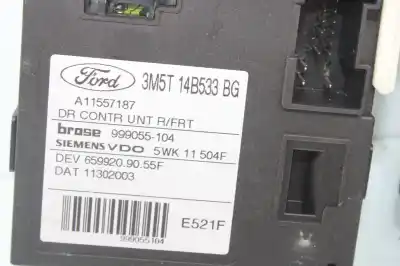 Ford 3M5T 14B533 BG
A11557187
DR CONTR UNT R/FRT
brose 999055-104
SIEMENS VDO 5WK 11 504F
DEV 659920.90.55F
DAT 11302003
E521F
999055104